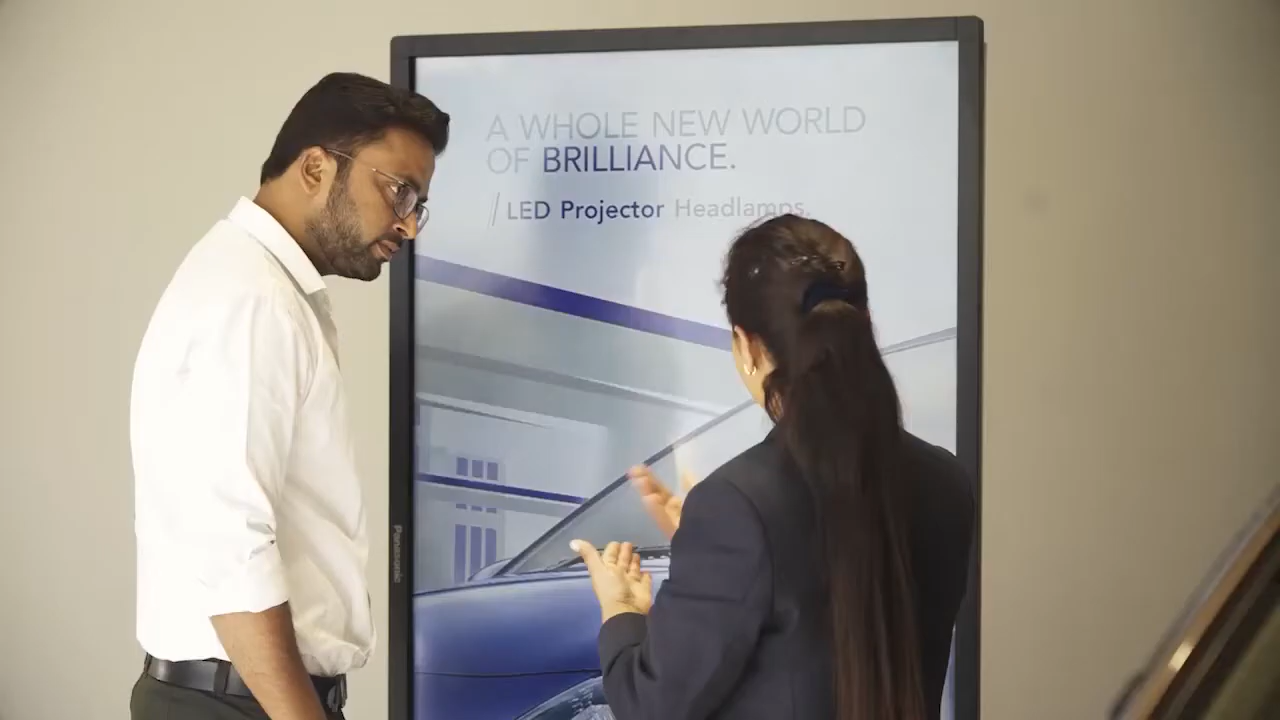 A WHOLE NEW WORLD
OF BRILLIANCE.
LED Projector Headlamps.
Panasonic